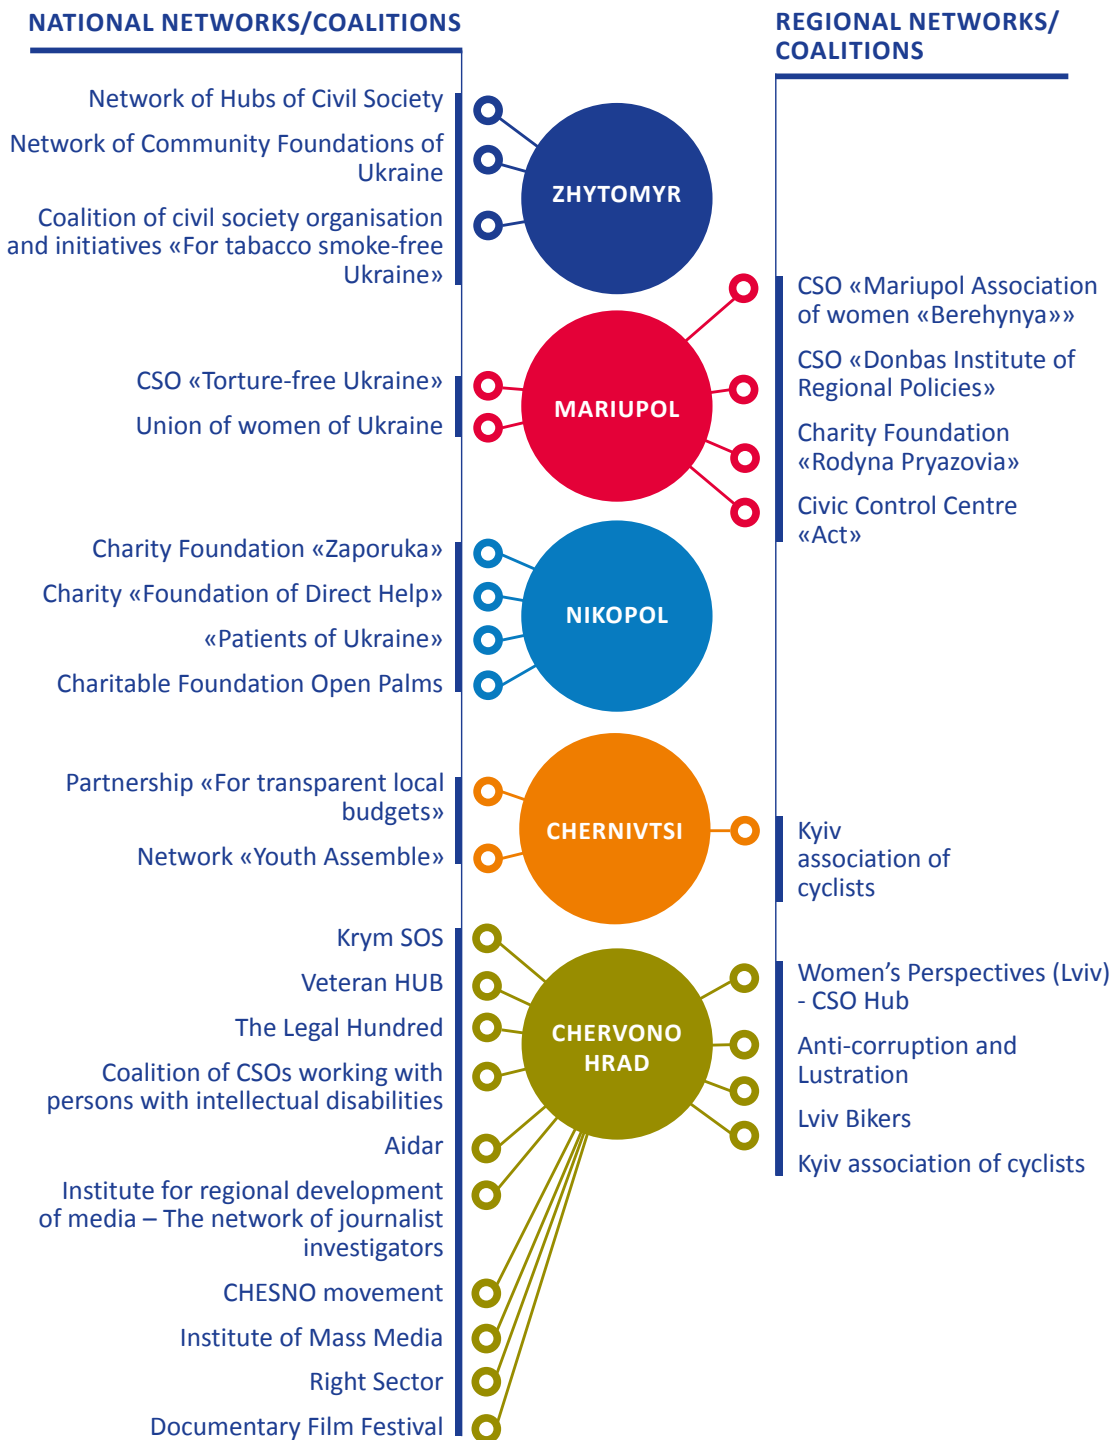 NATIONAL NETWORKS/COALITIONS
REGIONAL NETWORKS/
COALITIONS
Network of Hubs of Civil Society
Network of Community Foundations of
Ukraine
Coalition of civil society organisation
and initiatives «For tabacco smoke-free
Ukraine»
ZHYTOMYR
CSO «Torture-free Ukraine»
Union of women of Ukraine
MARIUPOL
CSO «Mariupol Association
of women «Berehynya»»
CSO «Donbas Institute of
Regional Policies»
Charity Foundation
«Rodyna Pryazovia»
Civic Control Centre
«Act»
Charity Foundation «Zaporuka»
Charity «Foundation of Direct Help»
«Patients of Ukraine»
Charitable Foundation Open Palms
NIKOPOL
Partnership «For transparent local
budgets»
Network «Youth Assemble»
CHERNIVTSI
Kyiv
association of
cyclists
Krym SOS
Veteran HUB
The Legal Hundred
Coalition of CSOs working with
persons with intellectual disabilities
Aidar
Institute for regional development
of media – The network of journalist
investigators
CHESNO movement
Institute of Mass Media
Right Sector
Documentary Film Festival
CHERVONO
HRAD
Women’s Perspectives (Lviv)
- CSO Hub
Anti-corruption and
Lustration
Lviv Bikers
Kyiv association of cyclists